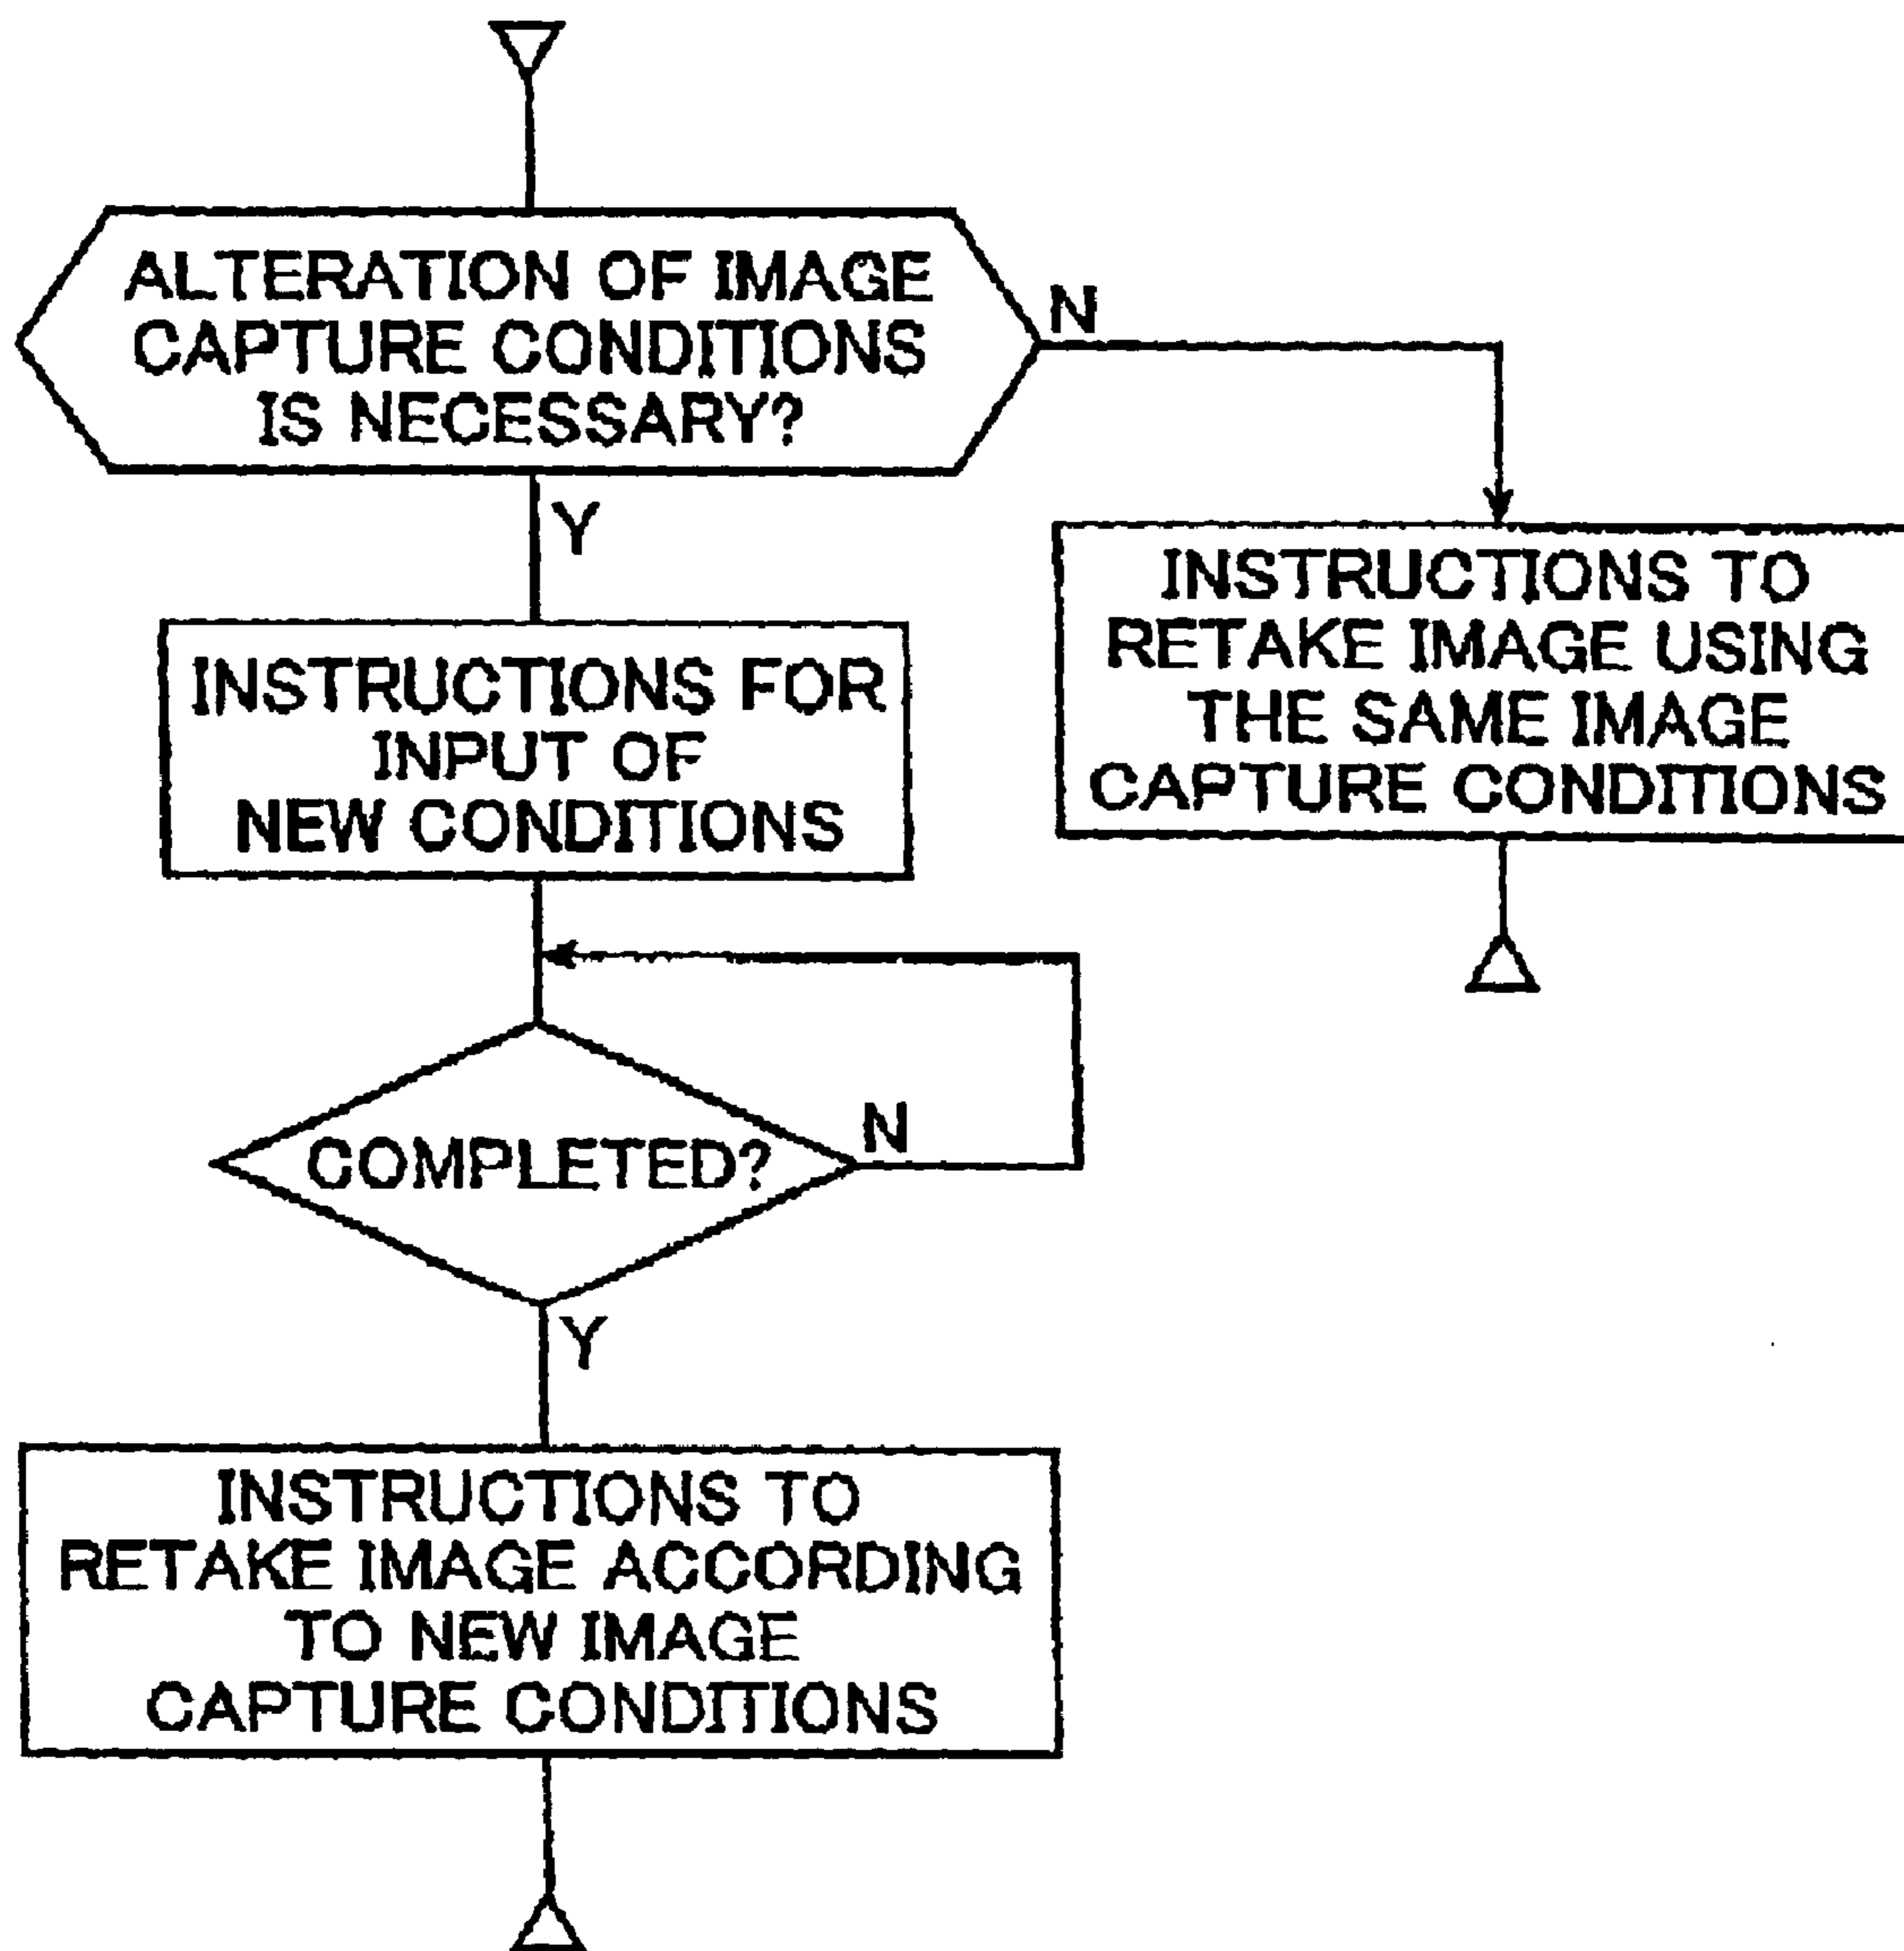 ALTERATION OF IMAGE
CAPTURE CONDITIONS
IS NECESSARY?
N
Y
INSTRUCTIONS TO
RETAKE IMAGE USING
THE SAME IMAGE
CAPTURE CONDITIONS
INSTRUCTIONS FOR
INPUT OF
NEW CONDITIONS
COMPLETED?
N
Y
INSTRUCTIONS TO
RETAKE IMAGE ACCORDING
TO NEW IMAGE
CAPTURE CONDITIONS